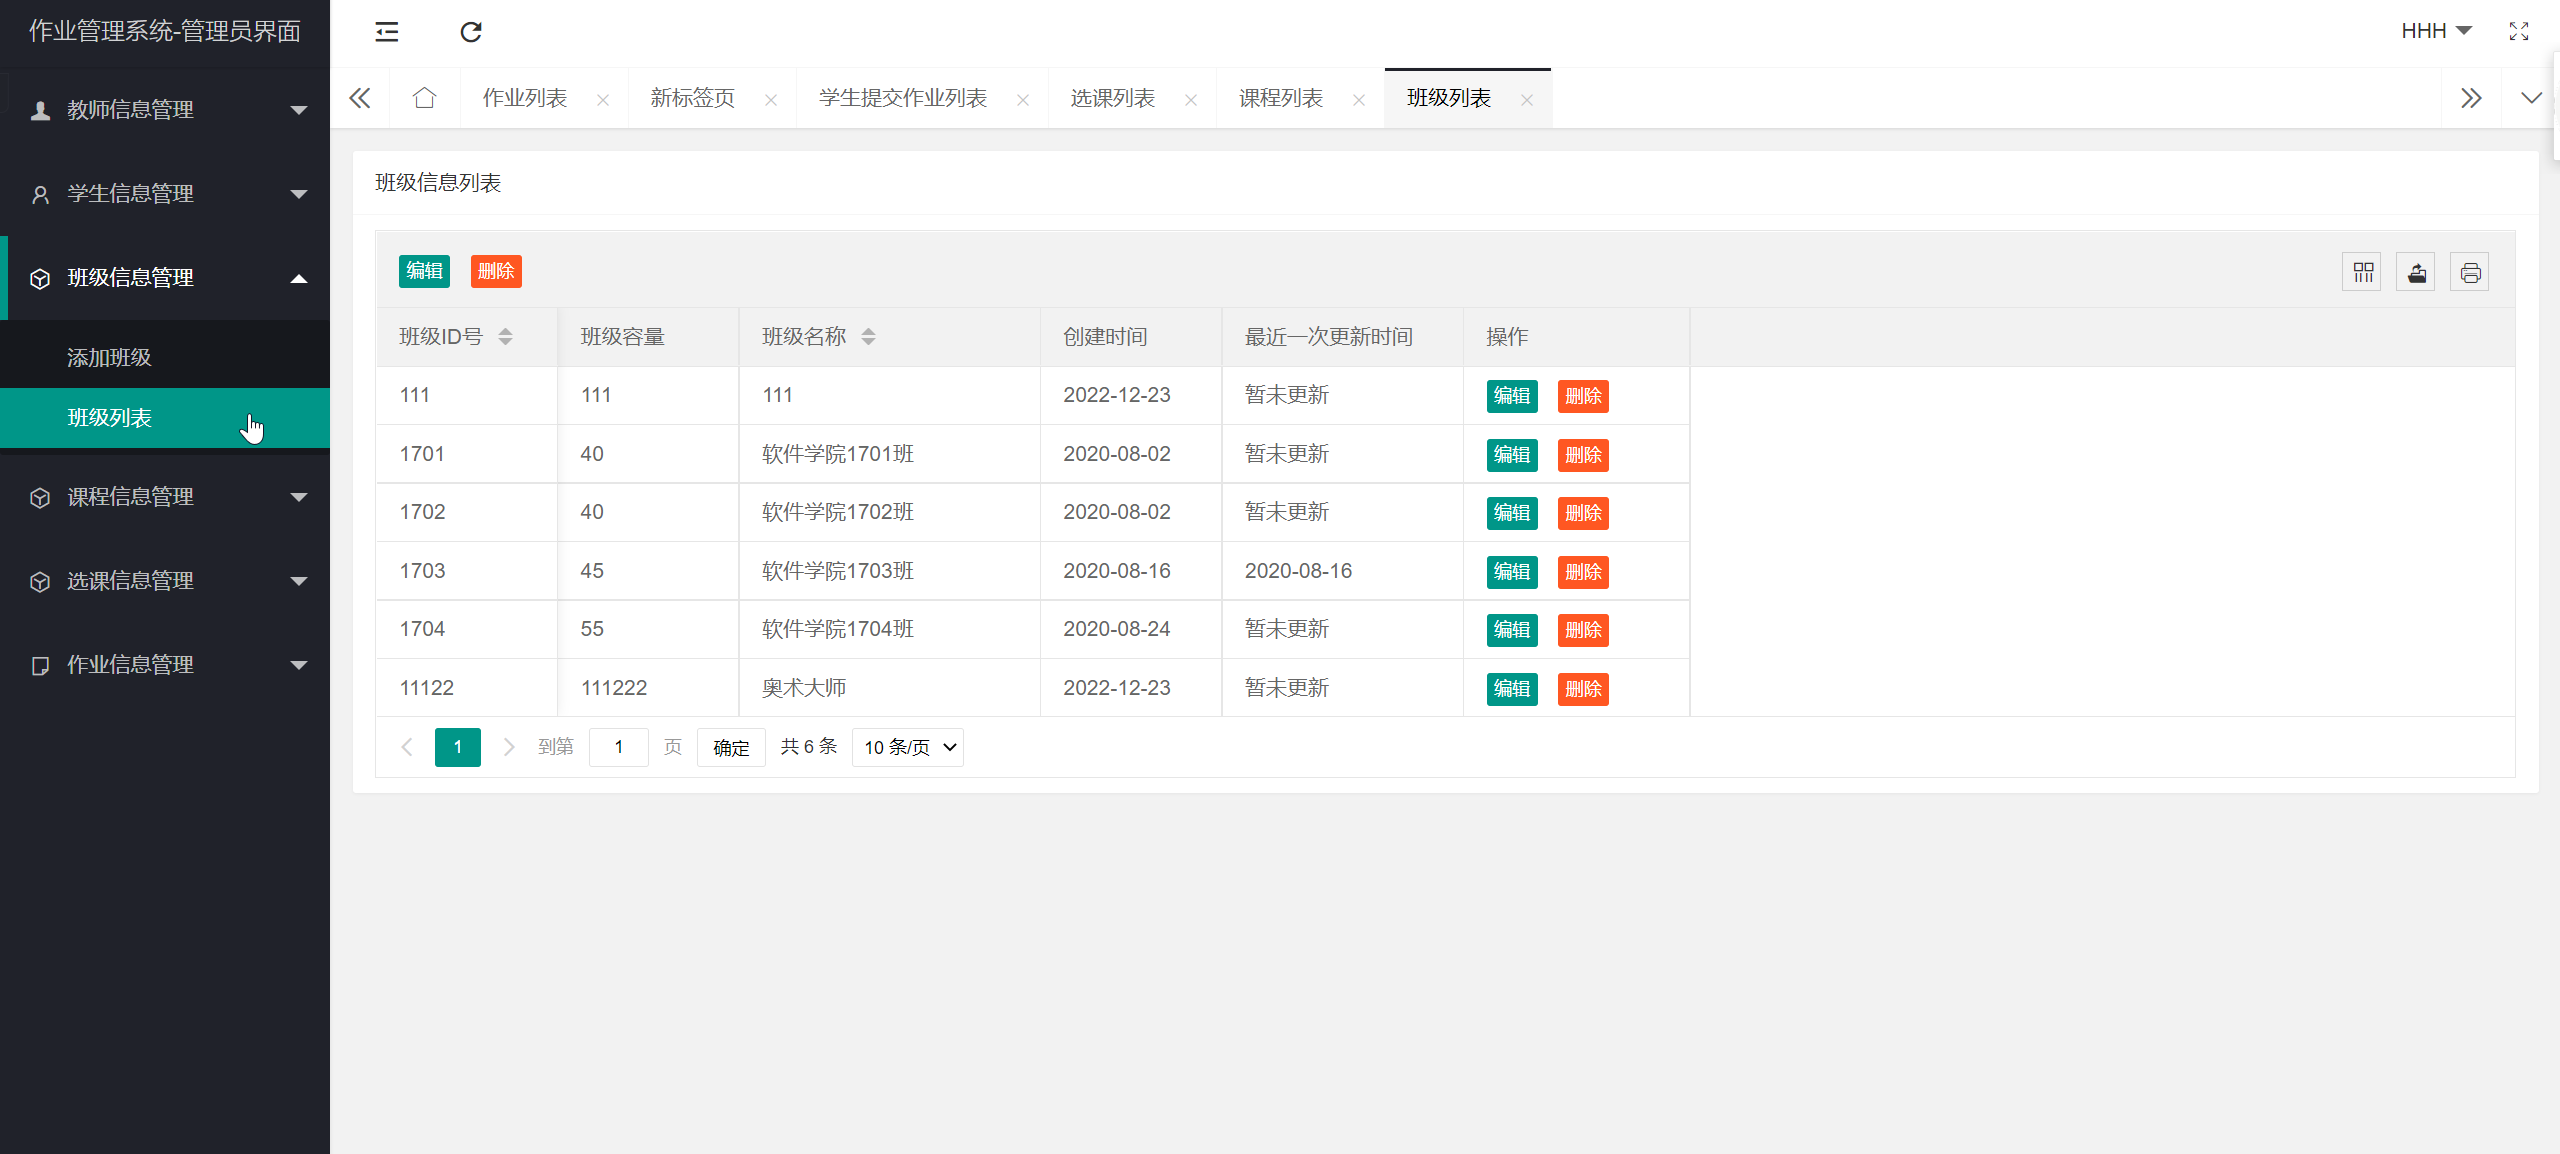 作业管理系统-管理员界面
HHH
教师信息管理
学生信息管理
班级信息管理
添加班级
班级列表
课程信息管理
选课信息管理
作业信息管理
作业列表 新标签页 学生提交作业列表 选课列表 课程列表 班级列表
班级信息列表
编辑 删除
班级ID号 班级容量 班级名称 创建时间 最近一次更新时间 操作
111 111 111 2022-12-23 暂未更新 编辑 删除
1701 40 软件学院1701班 2020-08-02 暂未更新 编辑 删除
1702 40 软件学院1702班 2020-08-02 暂未更新 编辑 删除
1703 45 软件学院1703班 2020-08-16 2020-08-16 编辑 删除
1704 55 软件学院1704班 2020-08-24 暂未更新 编辑 删除
11122 111222 奥术大师 2022-12-23 暂未更新 编辑 删除
1 到第 1 页 确定 共 6 条 10 条/页